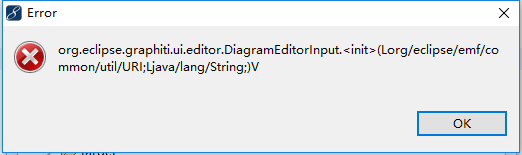 Error
org.eclipse.graphiti.ui.editor.DiagramEditorInput.<init>(Lorg/eclipse/emf/co
mmon/util/URI;Ljava/lang/String;)V
OK